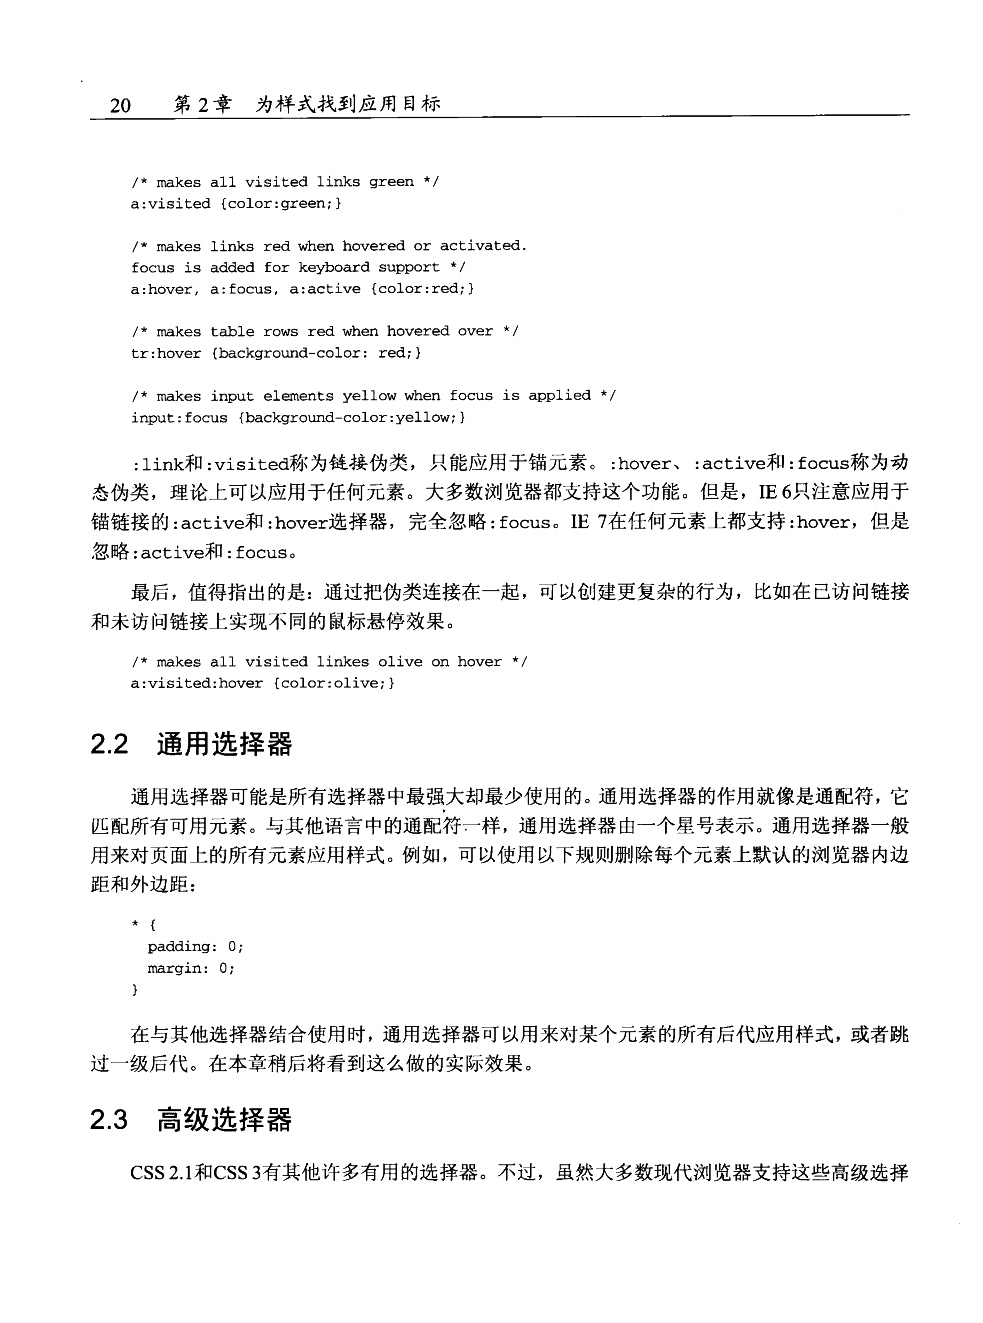 20 第2章 为样式找到应用目标
/* makes all visited links green */
a:visited {color:green;}
/* makes links red when hovered or activated.
focus is added for keyboard support */
a:hover, a:focus, a:active {color:red;}
/* makes table rows red when hovered over */
tr:hover {background-color: red;}
/* makes input elements yellow when focus is applied */
input:focus {background-color:yellow;}
:link和:visited称为链接伪类，只能应用于锚元素。:hover、:active和:focus称为动
态伪类，理论上可以应用于任何元素。大多数浏览器都支持这个功能。但是，IE 6只注意应用于
锚链接的:active和:hover选择器，完全忽略:focus。IE 7在任何元素上都支持:hover，但是
忽略:active和:focus。
最后，值得指出的是：通过把伪类连接在一起，可以创建更复杂的行为，比如在已访问链接
和未访问链接上实现不同的鼠标悬停效果。
/* makes all visited linkes olive on hover */
a:visited:hover {color:olive;}
2.2 通用选择器
通用选择器可能是所有选择器中最强大却最少使用的。通用选择器的作用就像是通配符，它
匹配所有可用元素。与其他语言中的通配符一样，通用选择器由一个星号表示。通用选择器一般
用来对页面上的所有元素应用样式。例如，可以使用以下规则删除每个元素上默认的浏览器内边
距和外边距：
* {
padding: 0;
margin: 0;
}
在与其他选择器结合使用时，通用选择器可以用来对某个元素的所有后代应用样式，或者跳
过一级后代。在本章稍后将看到这么做的实际效果。
2.3 高级选择器
CSS 2.1和CSS 3有其他许多有用的选择器。不过，虽然大多数现代浏览器支持这些高级选择